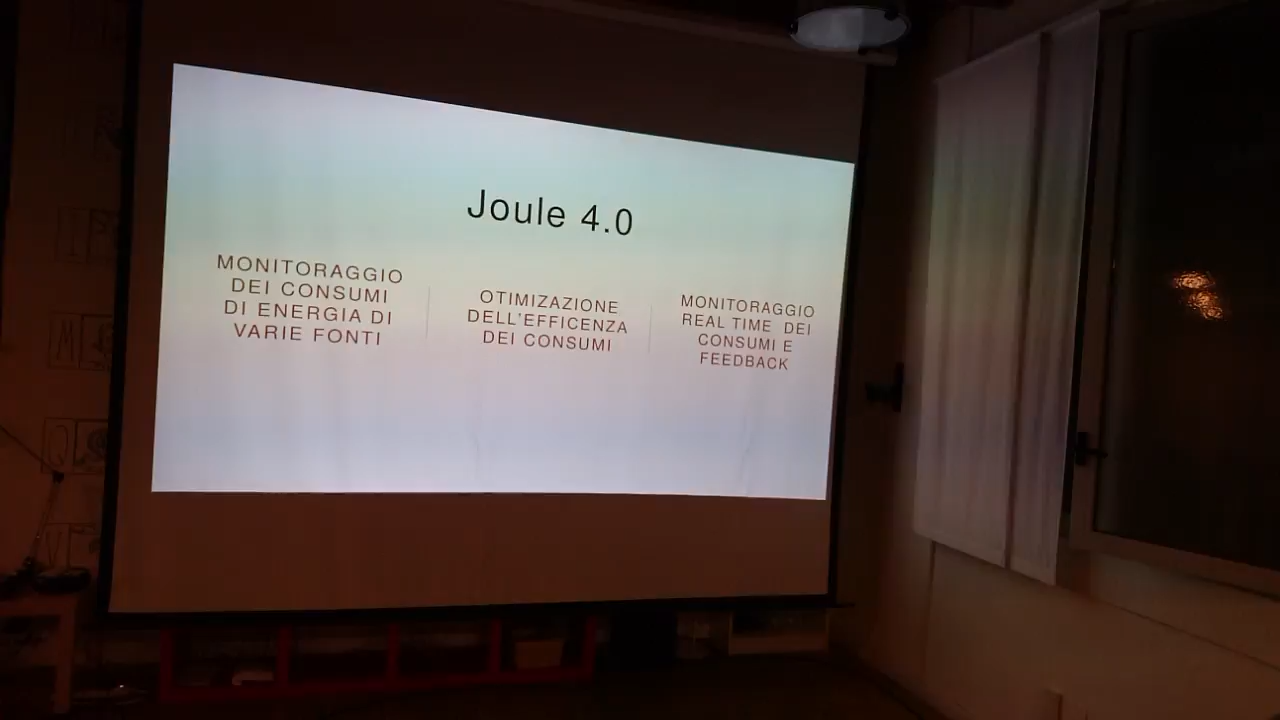 Joule 4.0
MONITORAGGIO
DEI CONSUMI
DI ENERGIA DI
VARIE FONTI
OTIMIZAZIONE
DELL'EFFICENZA
DEI CONSUMI
MONITORAGGIO
REAL TIME DEI
CONSUMI E
FEEDBACK
M
Q
V